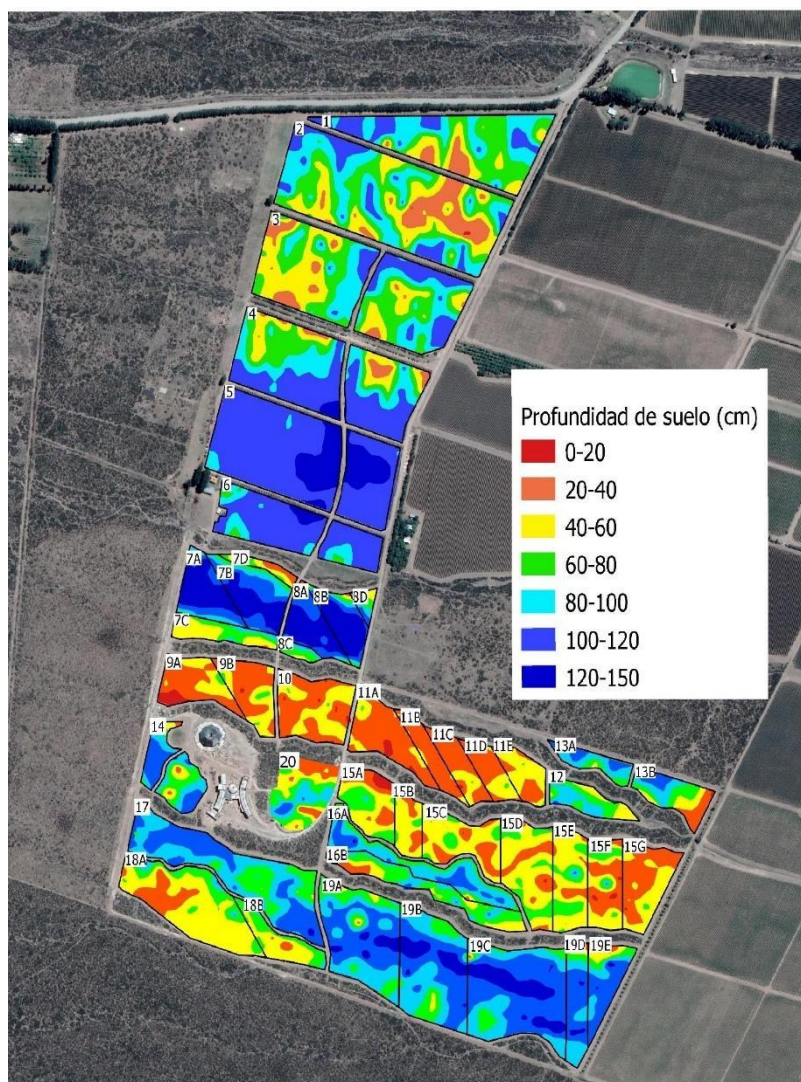 1
2
3
4
5
6
7A
7D
7B
8A
8B
8D
7C
8C
9A
9B
10
11A
11B
11C
11D
11E
13A
13B
12
14
20
15A
15B
15C
15D
15E
15F
15G
16A
16B
17
18A
18B
19A
19B
19C
19D
19E
Profundidad de suelo (cm)
0-20
20-40
40-60
60-80
80-100
100-120
120-150